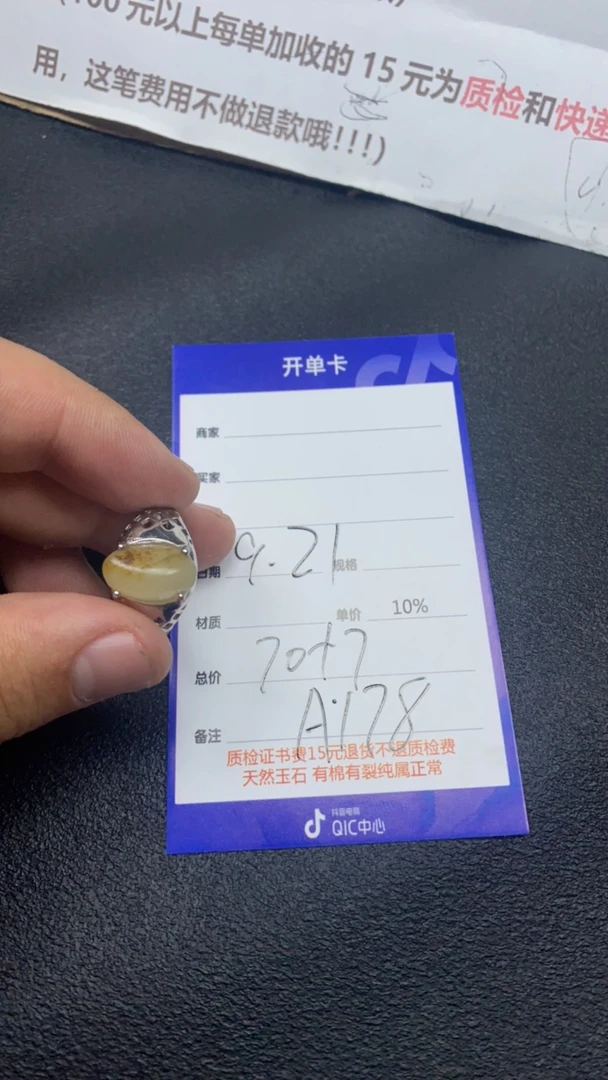 (100元以上每单加收的15元为质检和快递
用，这笔费用不做退款哦!!!)
开单卡
商家
买家
日期 9.21 规格
材质 单价 10%
总价 70+7
备注 A:178
质检证书费15元退货不退质检费
天然玉石 有棉有裂纯属正常
抖音电商
QIC中心